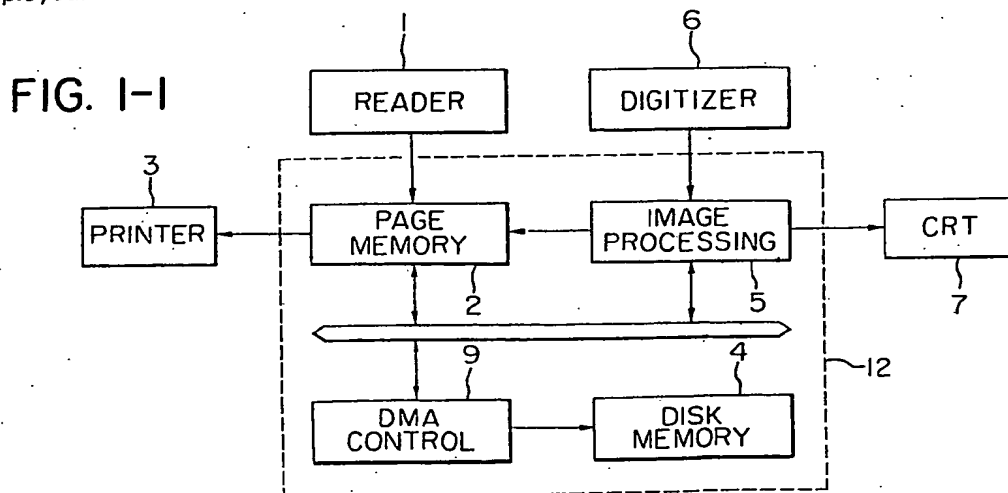 FIG. 1-1
1
6
READER
DIGITIZER
3
PRINTER
PAGE
MEMORY
IMAGE
PROCESSING
CRT
2
5
7
9
4
12
DMA
CONTROL
DISK
MEMORY